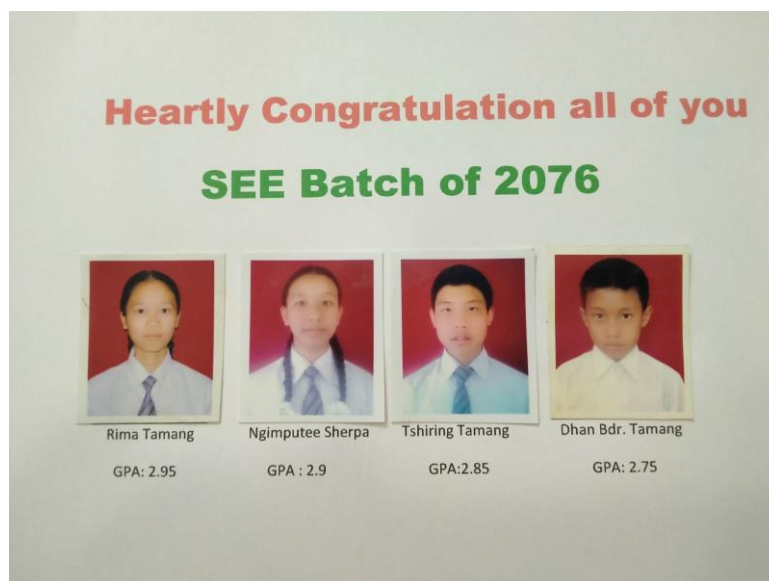 Heartly Congratulation all of you
SEE Batch of 2076
Rima Tamang Ngimputee Sherpa Tshiring Tamang Dhan Bdr. Tamang
GPA: 2.95 GPA : 2.9 GPA:2.85 GPA: 2.75